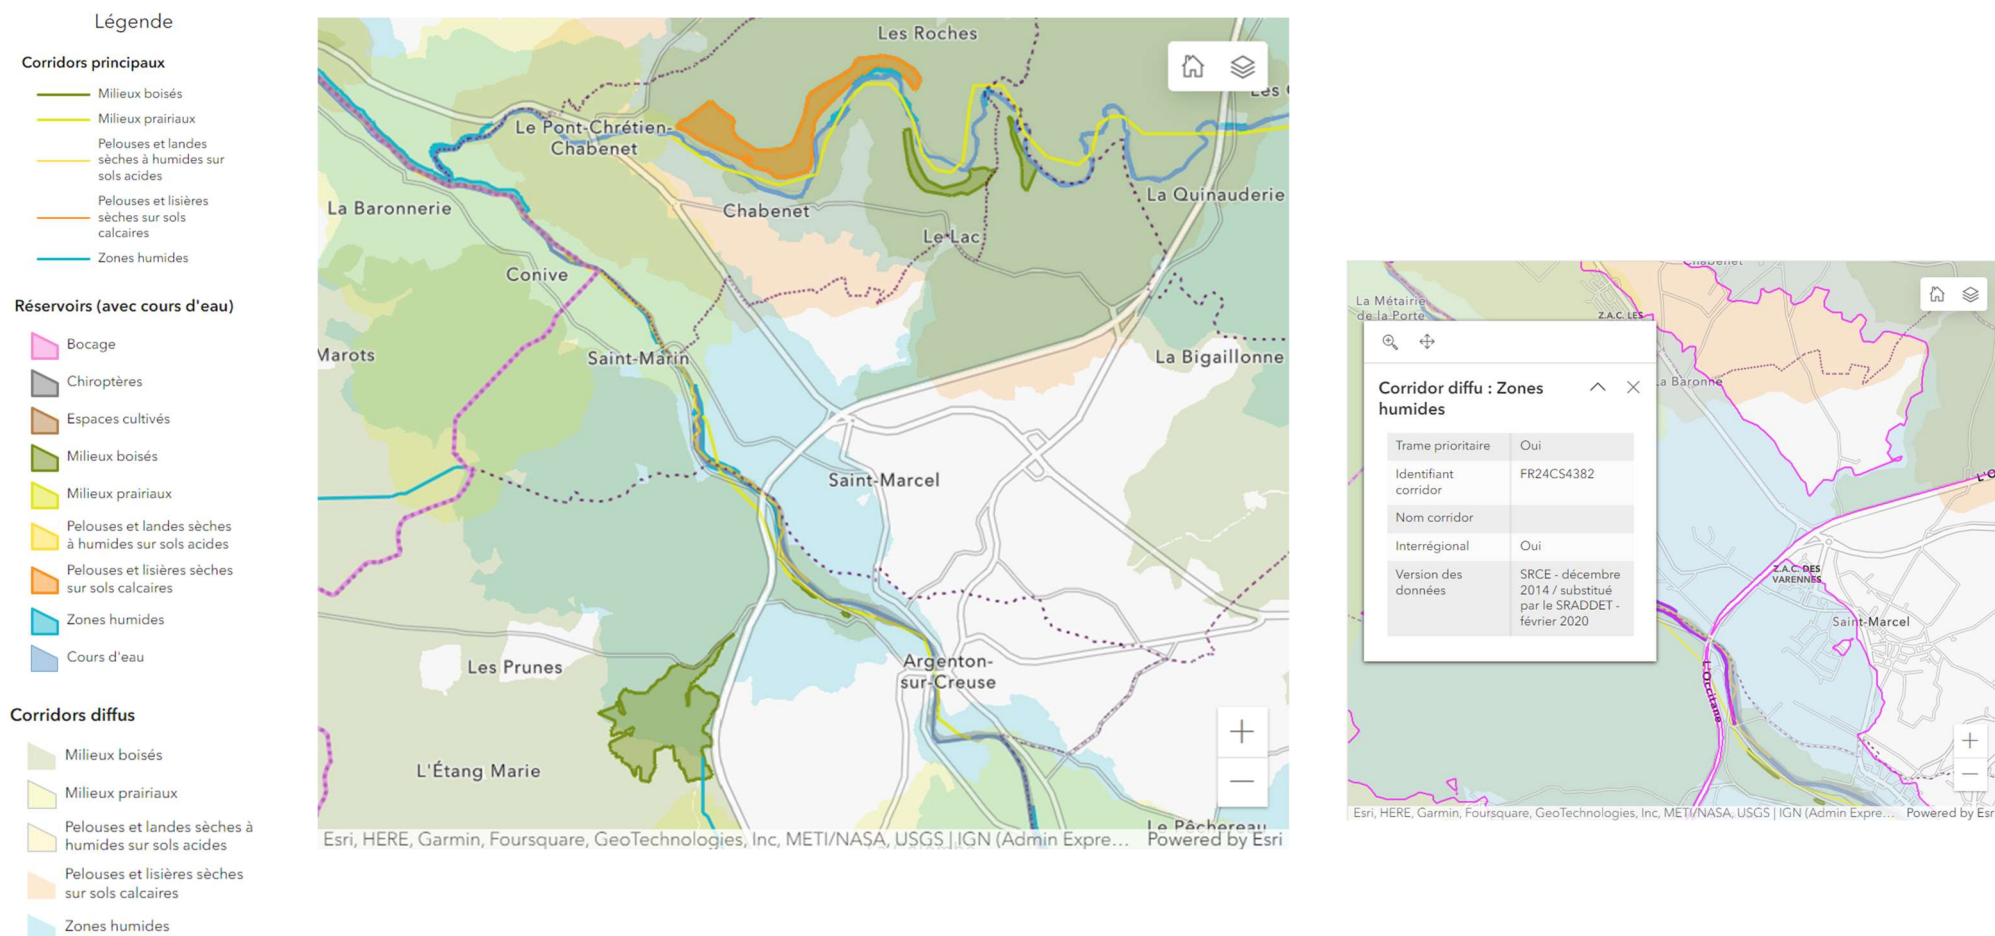 Légende
Corridors principaux
Milieux boisés
Milieux prairiaux
Pelouses et landes
sèches à humides sur
sols acides
Pelouses et lisières
sèches sur sols
calcaires
Zones humides
Réservoirs (avec cours d'eau)
Bocage
Chiroptères
Espaces cultivés
Milieux boisés
Milieux prairiaux
Pelouses et landes sèches
à humides sur sols acides
Pelouses et lisières sèches
sur sols calcaires
Zones humides
Cours d'eau
Corridors diffus
Milieux boisés
Milieux prairiaux
Pelouses et landes sèches à
humides sur sols acides
Pelouses et lisières sèches
sur sols calcaires
Zones humides
Les Roches
Les
Le Pont-Chrétien-
Chabenet
La Baronnerie
Chabenet
La Quinauderie
Le Lac
Conive
Marots
Saint-Marin
La Bigaillonne
Saint-Marcel
Les Prunes
Argenton-
sur-Creuse
L'Étang Marie
Le Pêchereau
Esri, HERE, Garmin, Foursquare, GeoTechnologies, Inc, METI/NASA, USGS | IGN (Admin Expre...
Powered by Esri
Chabenet
La Métairie
de la Porte
Z.A.C. LES
a Baronne
Corridor diffu : Zones
humides
Trame prioritaire Oui
Identifiant
corridor
FR24CS4382
Nom corridor
Interrégional Oui
Version des
données
SRCE - décembre
2014 / substitué
par le SRADDET -
février 2020
L'O
Z.A.C. DES
VARENNES
Saint-Marcel
L'Occitane
Esri, HERE, Garmin, Foursquare, GeoTechnologies, Inc, METI/NASA, USGS | IGN (Admin Expre...
Powered by Esr